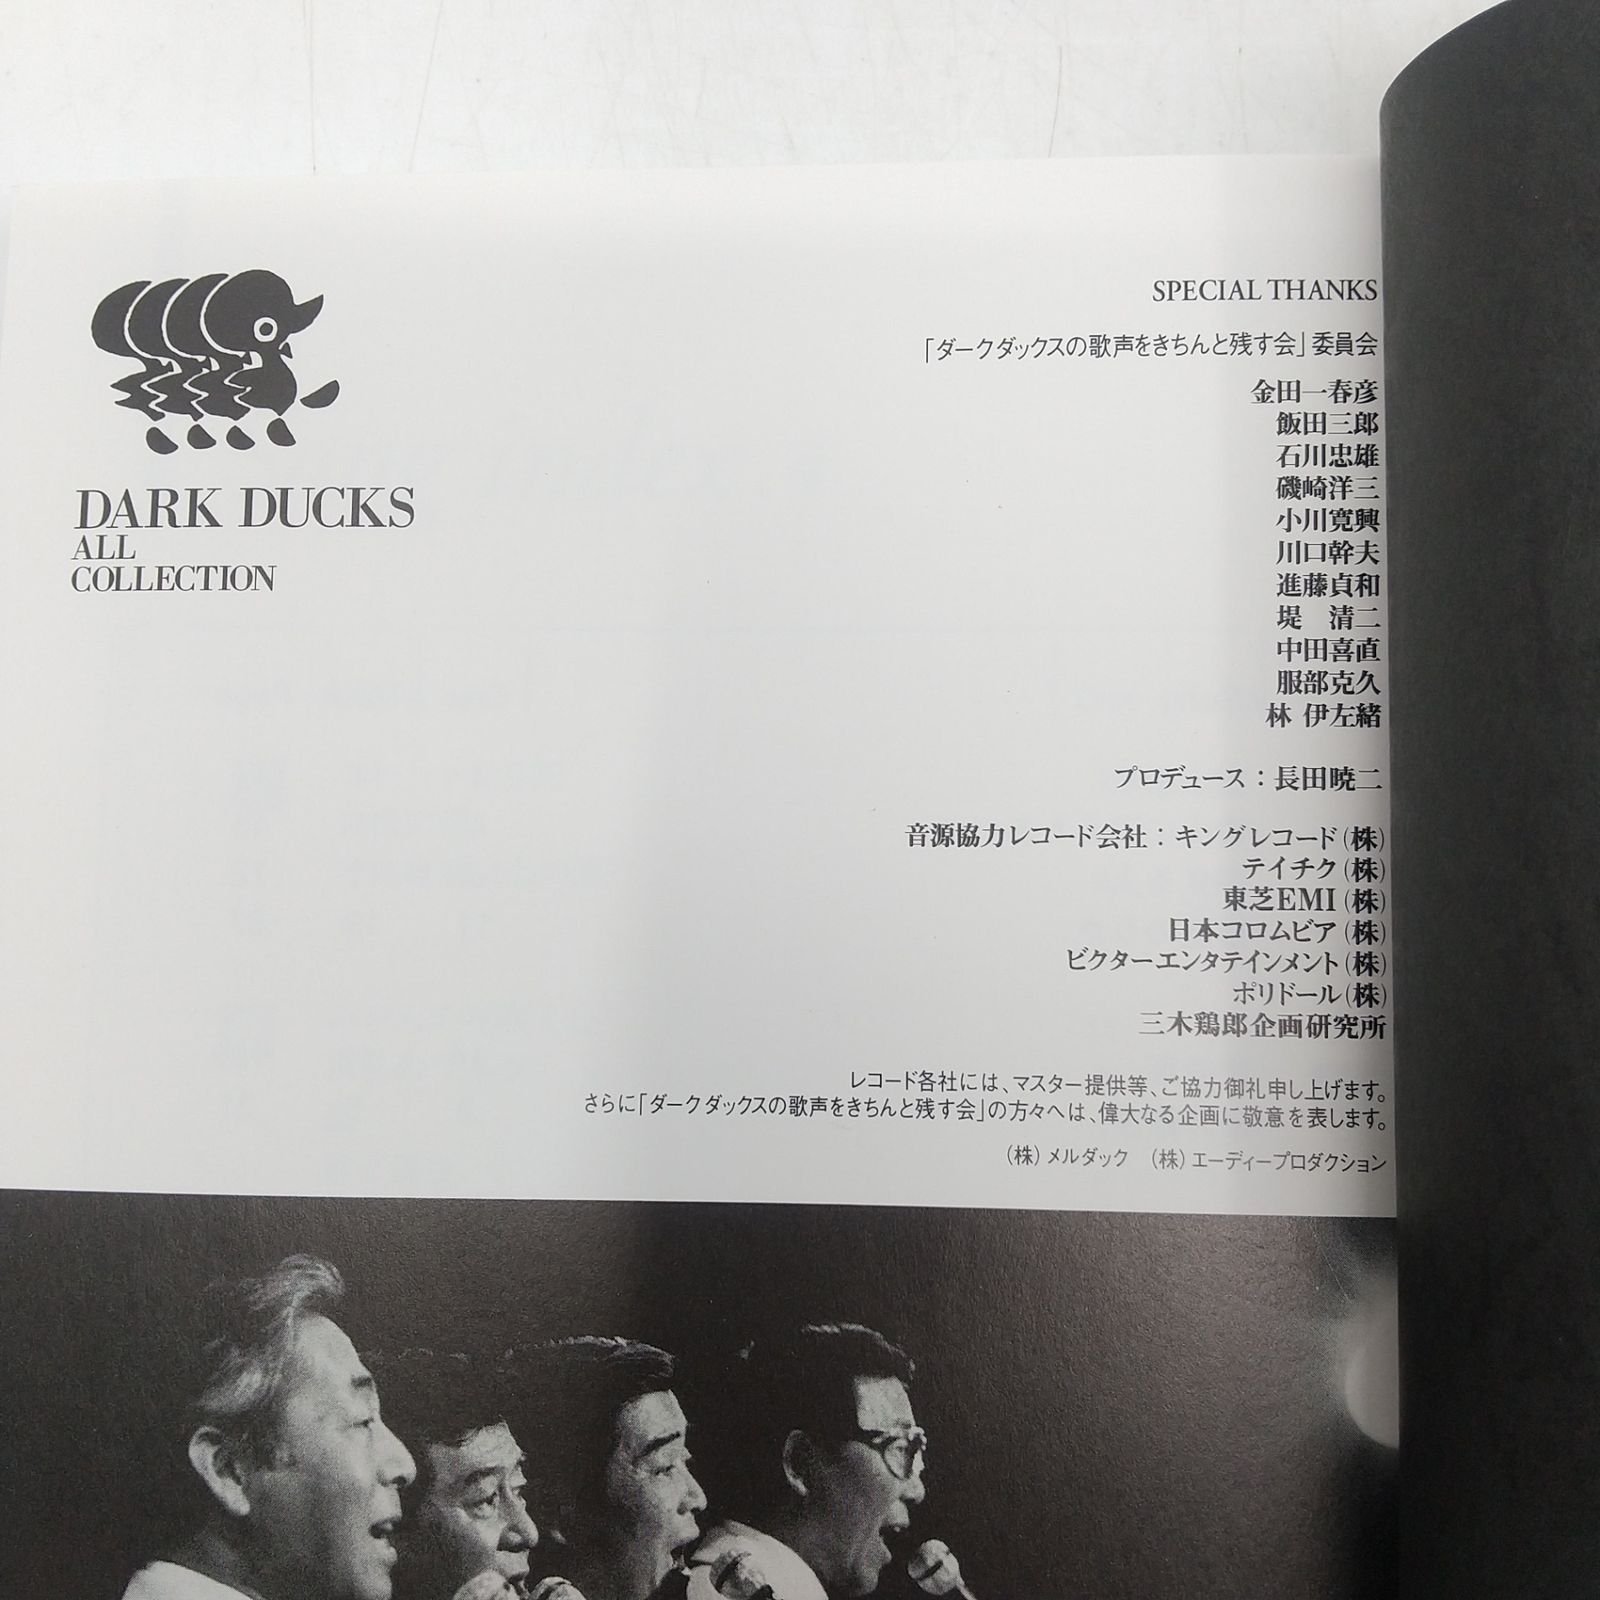 DARK DUCKS
ALL
COLLECTION
SPECIAL THANKS
「ダークダックスの歌声をきちんと残す会」委員会
金田一春彦
飯田三郎
石川忠雄
磯崎洋三
小川寛興
川口幹夫
進藤貞和
堤　清二
中田喜直
服部克久
林 伊左緒
プロデュース：長田暁二
音源協力レコード会社：キングレコード(株)
テイチク(株)
東芝EMI(株)
日本コロムビア(株)
ビクターエンタテインメント(株)
ポリドール(株)
三木鶏郎企画研究所
レコード各社には、マスター提供等、ご協力御礼申し上げます。
さらに「ダークダックスの歌声をきちんと残す会」の方々へは、偉大なる企画に敬意を表します。
(株)メルダック　(株)エーディープロダクション